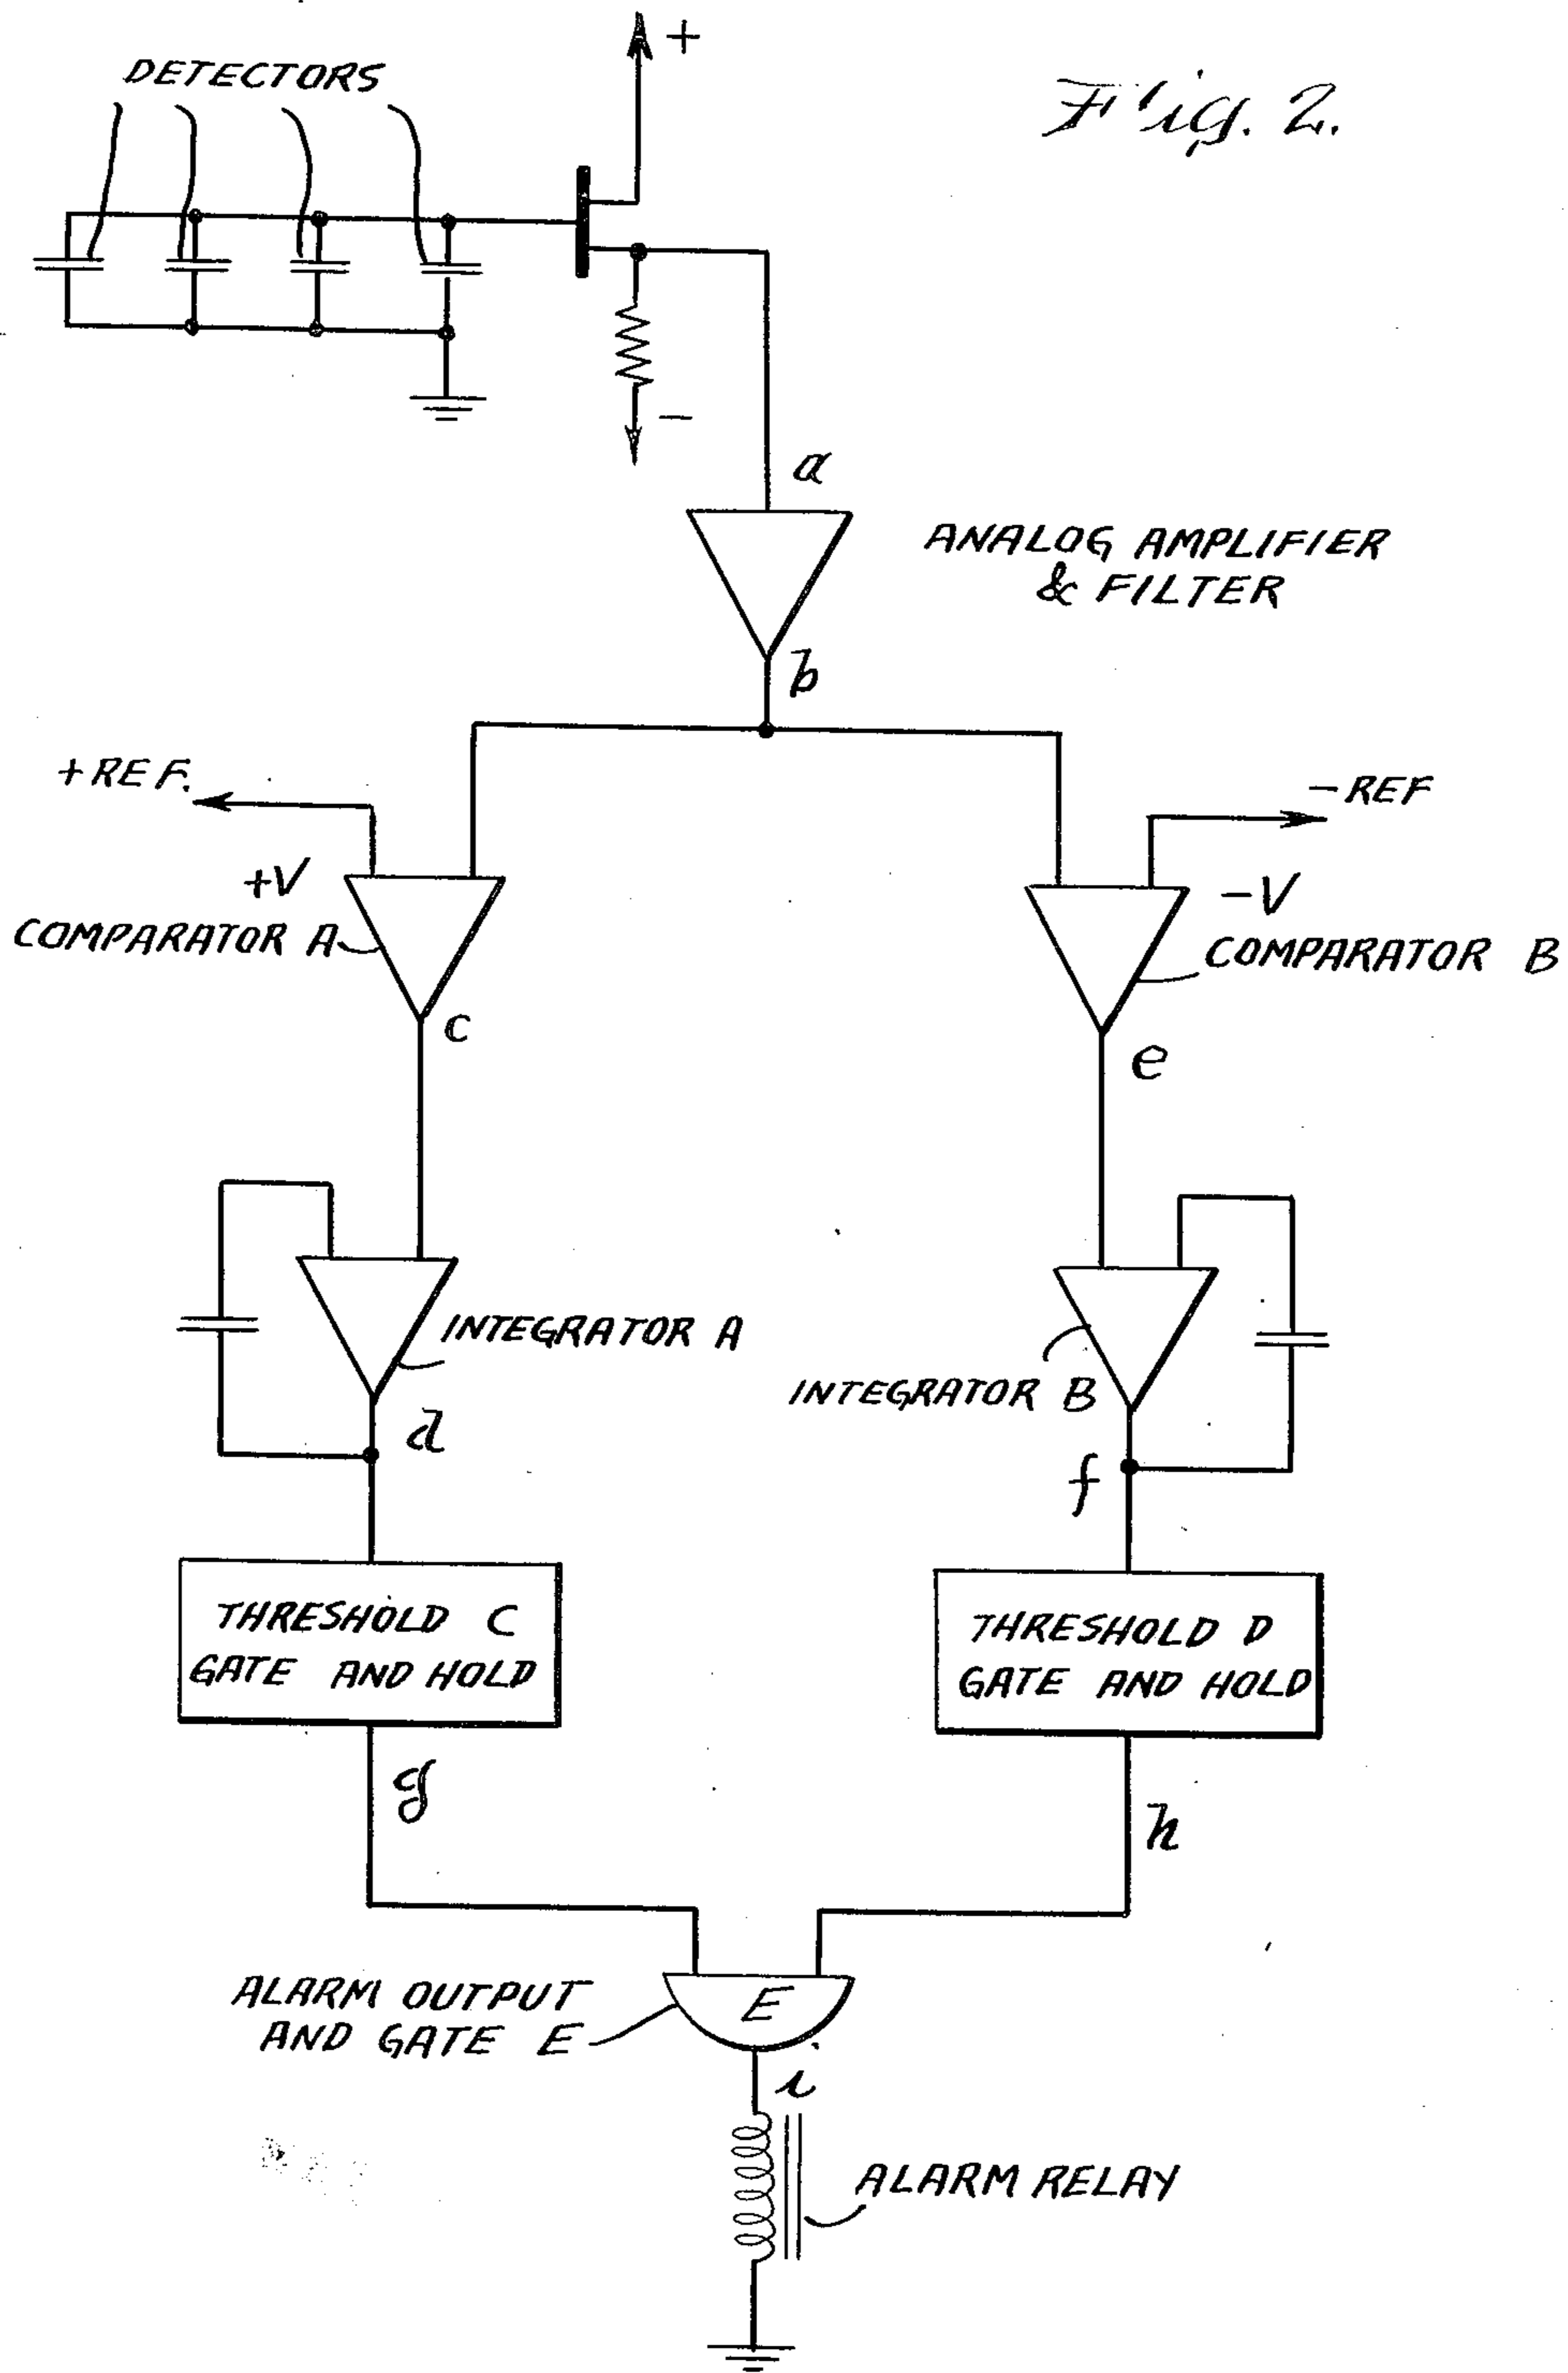 Fig. 2.
DETECTORS
+
−
a
ANALOG AMPLIFIER
& FILTER
b
+REF.
−REF
+V
COMPARATOR A
−V
COMPARATOR B
c
e
INTEGRATOR A
INTEGRATOR B
d
f
THRESHOLD C
GATE AND HOLD
THRESHOLD D
GATE AND HOLD
g
h
ALARM OUTPUT
AND GATE E
E
i
ALARM RELAY